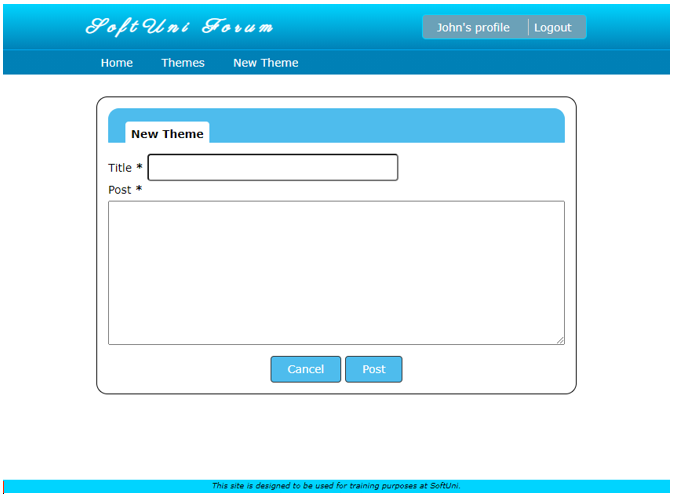 SoftUni Forum
John's profile Logout
Home Themes New Theme
New Theme
Title *
Post *
Cancel Post
This site is designed to be used for training purposes at SoftUni.